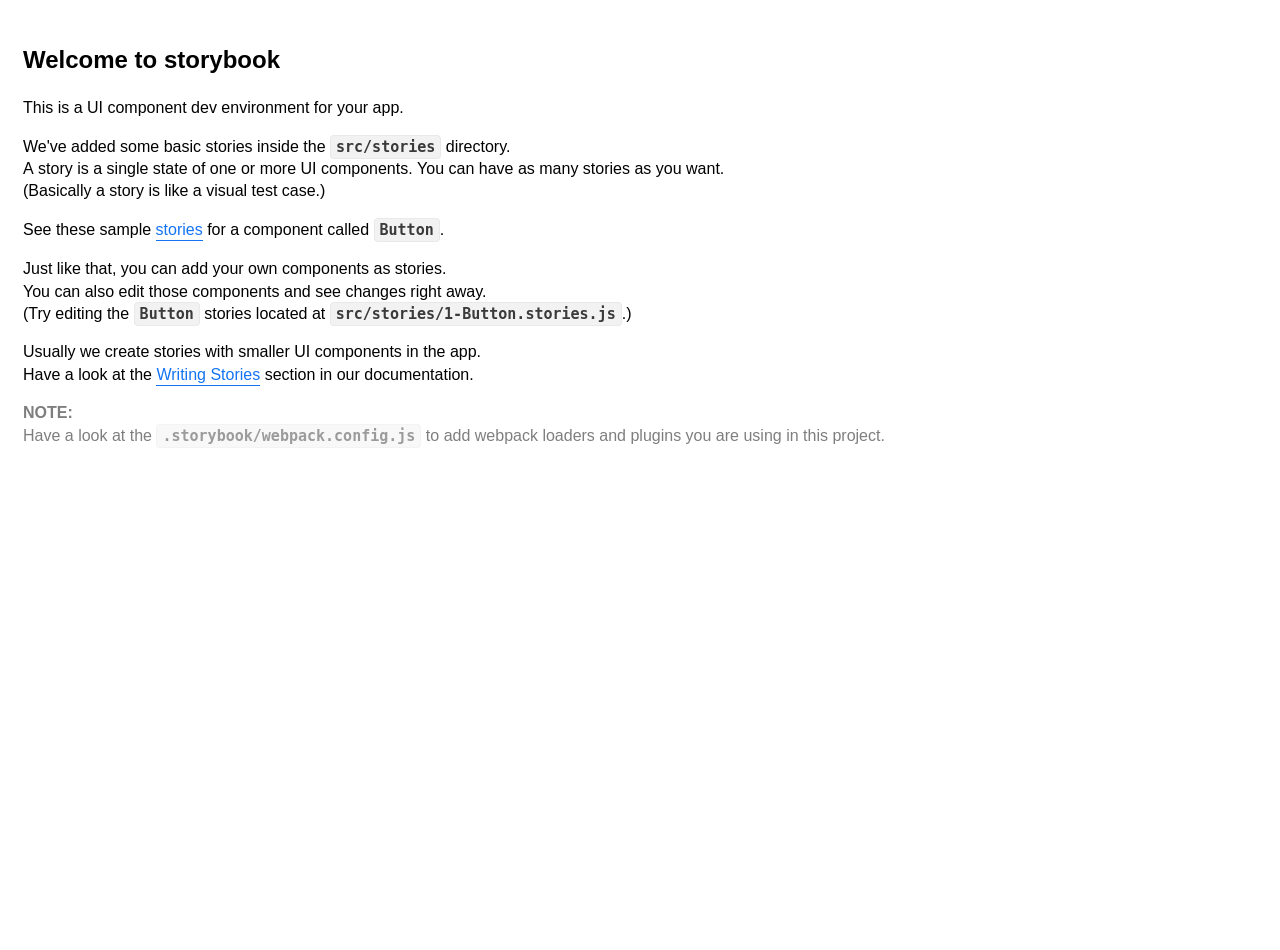 Welcome to storybook
This is a UI component dev environment for your app.
We've added some basic stories inside the src/stories directory.
A story is a single state of one or more UI components. You can have as many stories as you want.
(Basically a story is like a visual test case.)
See these sample stories for a component called Button.
Just like that, you can add your own components as stories.
You can also edit those components and see changes right away.
(Try editing the Button stories located at src/stories/1-Button.stories.js.)
Usually we create stories with smaller UI components in the app.
Have a look at the Writing Stories section in our documentation.
NOTE:
Have a look at the .storybook/webpack.config.js to add webpack loaders and plugins you are using in this project.